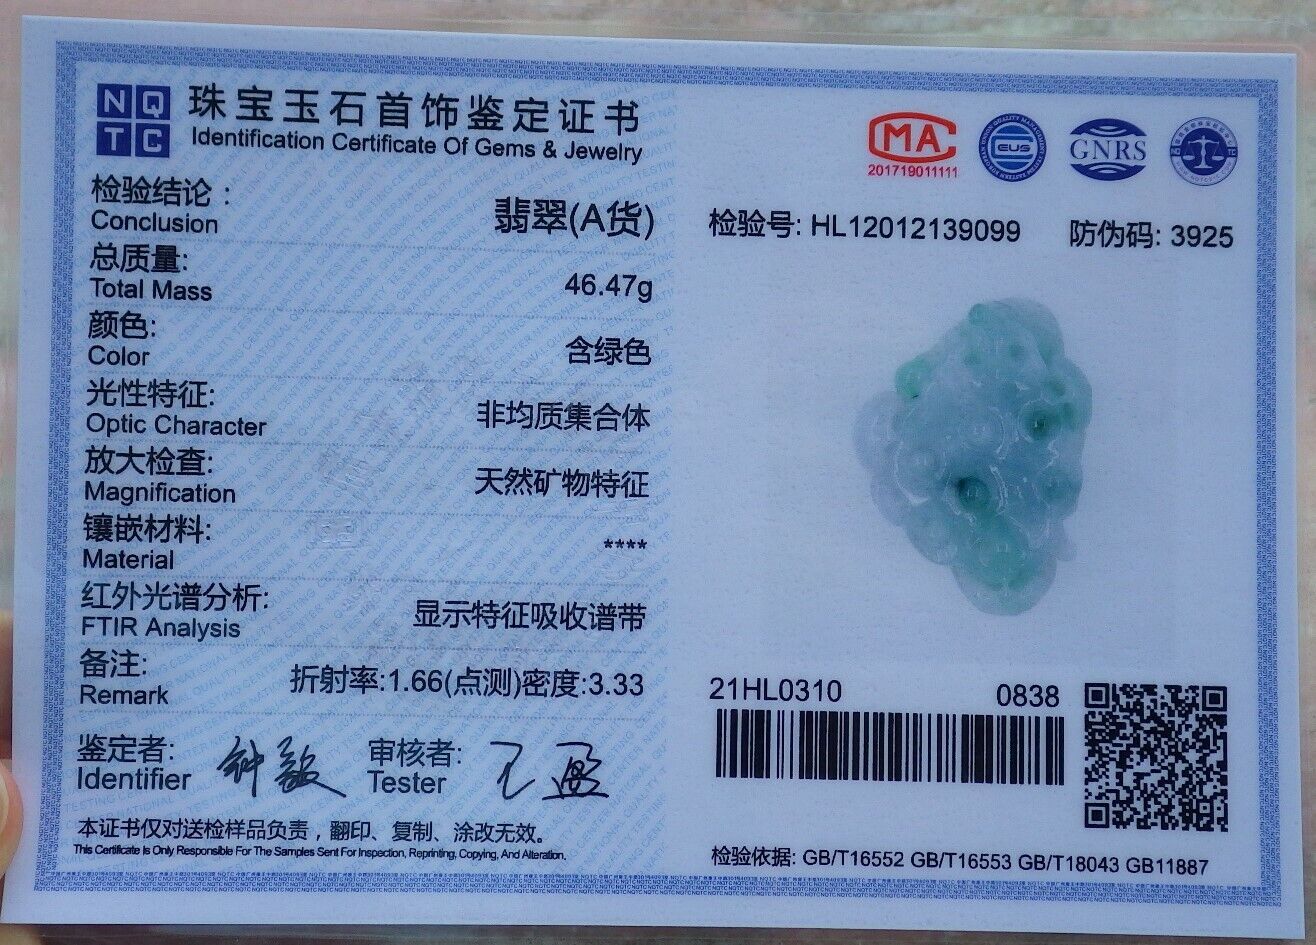 NQ
TC
珠宝玉石首饰鉴定证书
Identification Certificate Of Gems & Jewelry
检验结论：
Conclusion
翡翠(A货)
总质量:
Total Mass
46.47g
颜色:
Color
含绿色
光性特征:
Optic Character
非均质集合体
放大检查:
Magnification
天然矿物特征
镶嵌材料:
Material
****
红外光谱分析:
FTIR Analysis
显示特征吸收谱带
备注:
Remark
折射率:1.66(点测)密度:3.33
鉴定者:
Identifier
审核者:
Tester
本证书仅对送检样品负责，翻印、复制、涂改无效。
This Certificate Is Only Responsible For The Samples Sent For Inspection, Reprinting, Copying, And Alteration.
MA
201719011111
EUS
GNRS
检验号: HL12012139099
防伪码: 3925
21HL0310
0838
检验依据: GB/T16552 GB/T16553 GB/T18043 GB11887